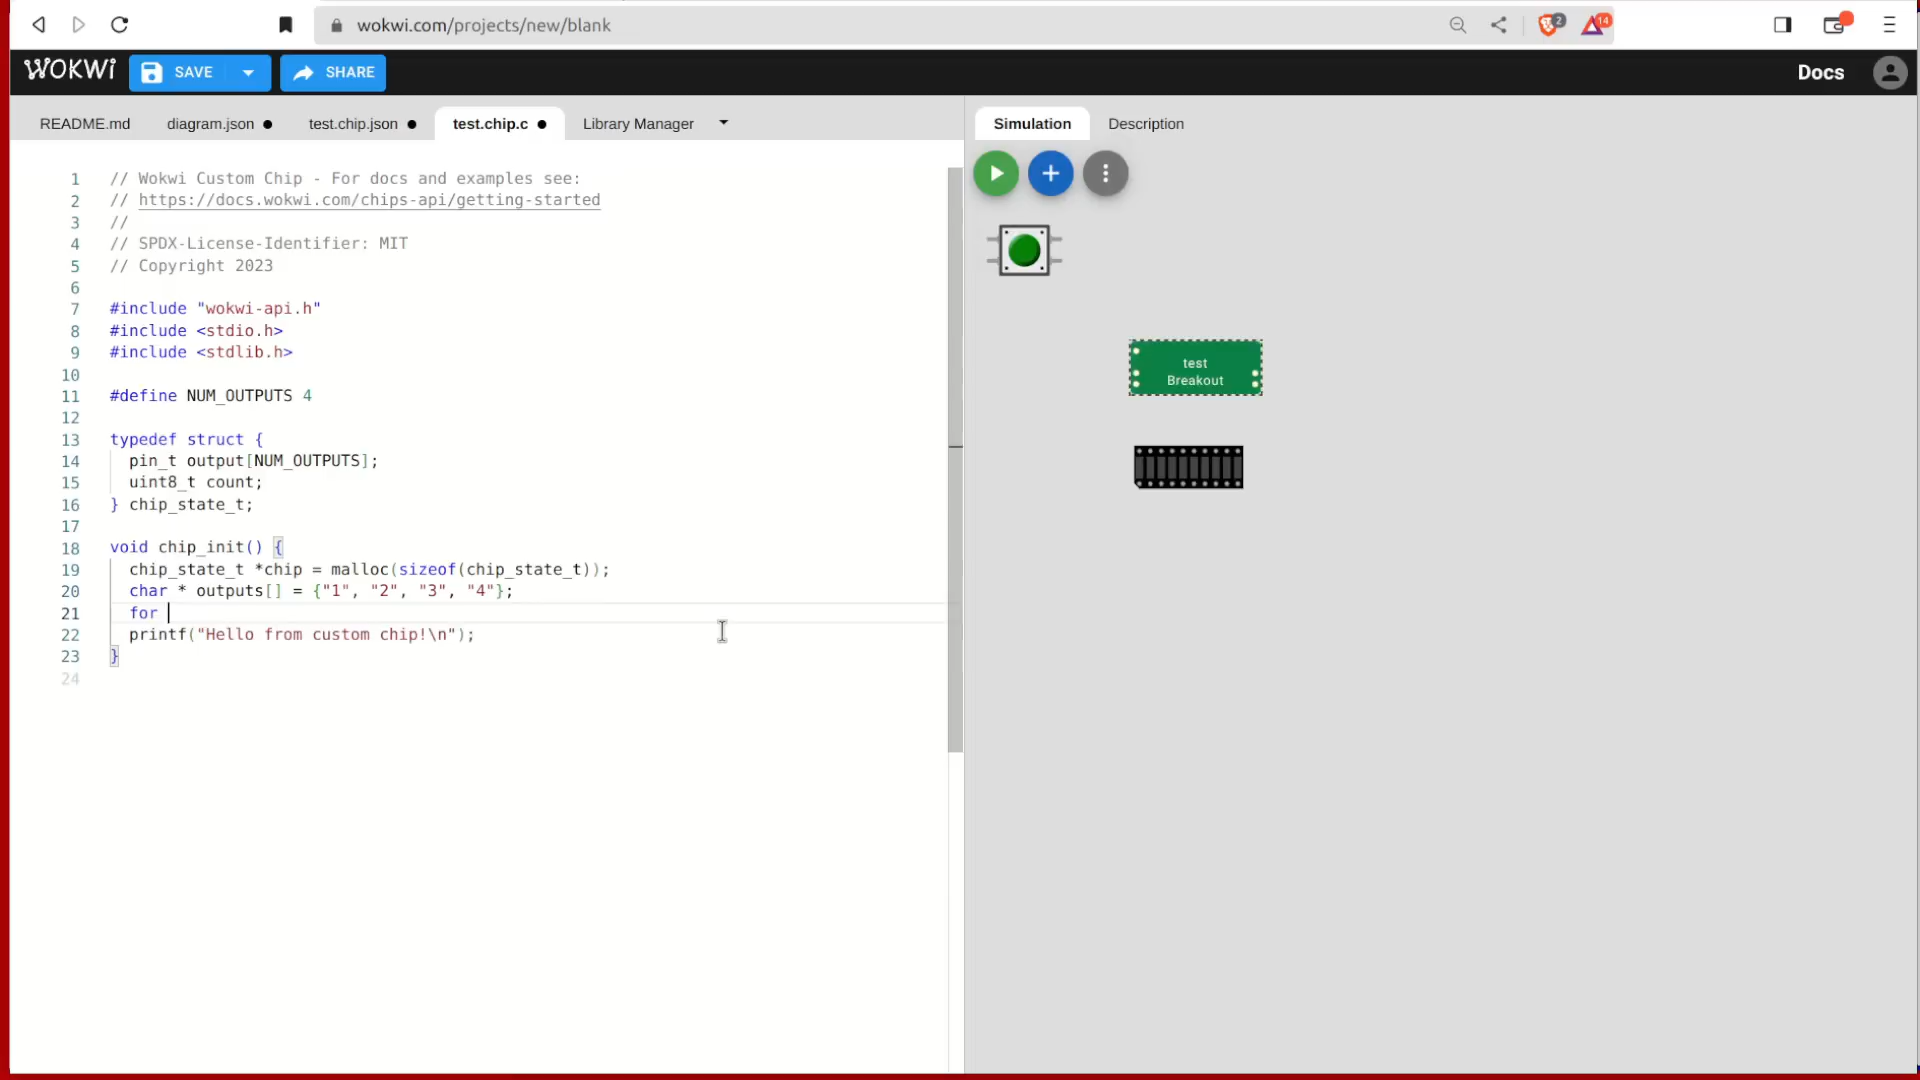 wokwi.com/projects/new/blank
2
14
WOKWi
SAVE
SHARE
Docs
README.md
diagram.json
test.chip.json
test.chip.c
Library Manager
Simulation
Description
1 // Wokwi Custom Chip - For docs and examples see:
2 // https://docs.wokwi.com/chips-api/getting-started
3 //
4 // SPDX-License-Identifier: MIT
5 // Copyright 2023
6
7 #include "wokwi-api.h"
8 #include <stdio.h>
9 #include <stdlib.h>
10
11 #define NUM_OUTPUTS 4
12
13 typedef struct {
14 pin_t output[NUM_OUTPUTS];
15 uint8_t count;
16 } chip_state_t;
17
18 void chip_init() {
19 chip_state_t *chip = malloc(sizeof(chip_state_t));
20 char * outputs[] = {"1", "2", "3", "4"};
21 for
22 printf("Hello from custom chip!\n");
23 }
24
test
Breakout